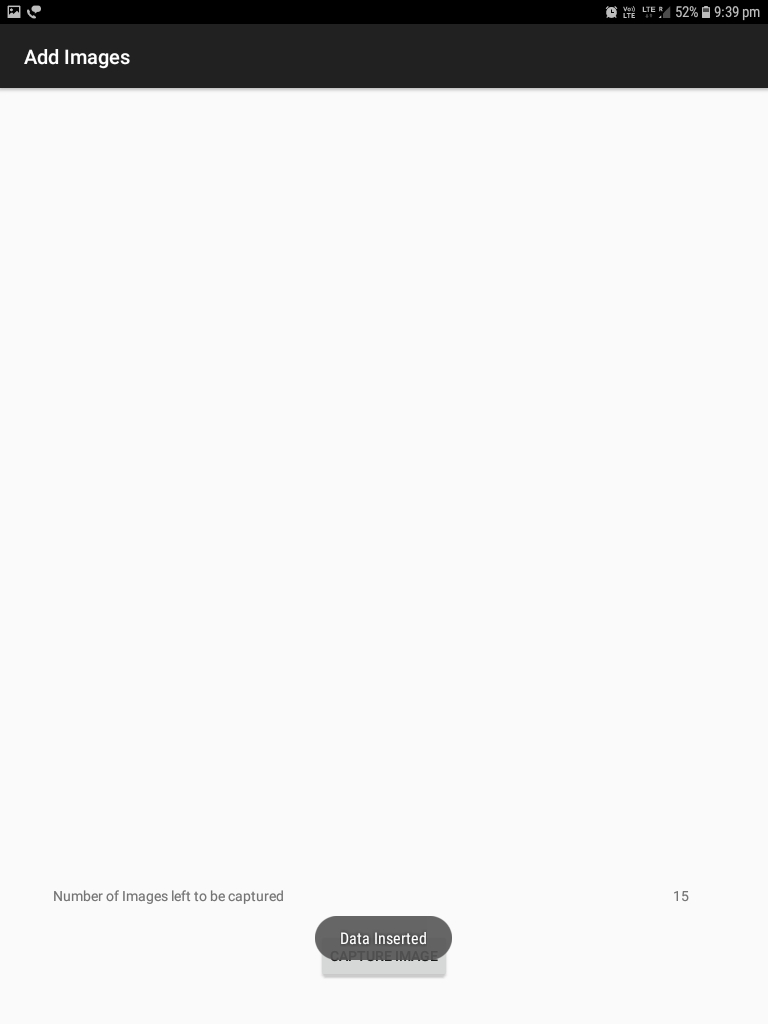 Vo))
LTE
LTE
R
52%
9:39 pm
Add Images
Number of Images left to be captured
15
Data Inserted
CAPTURE IMAGE